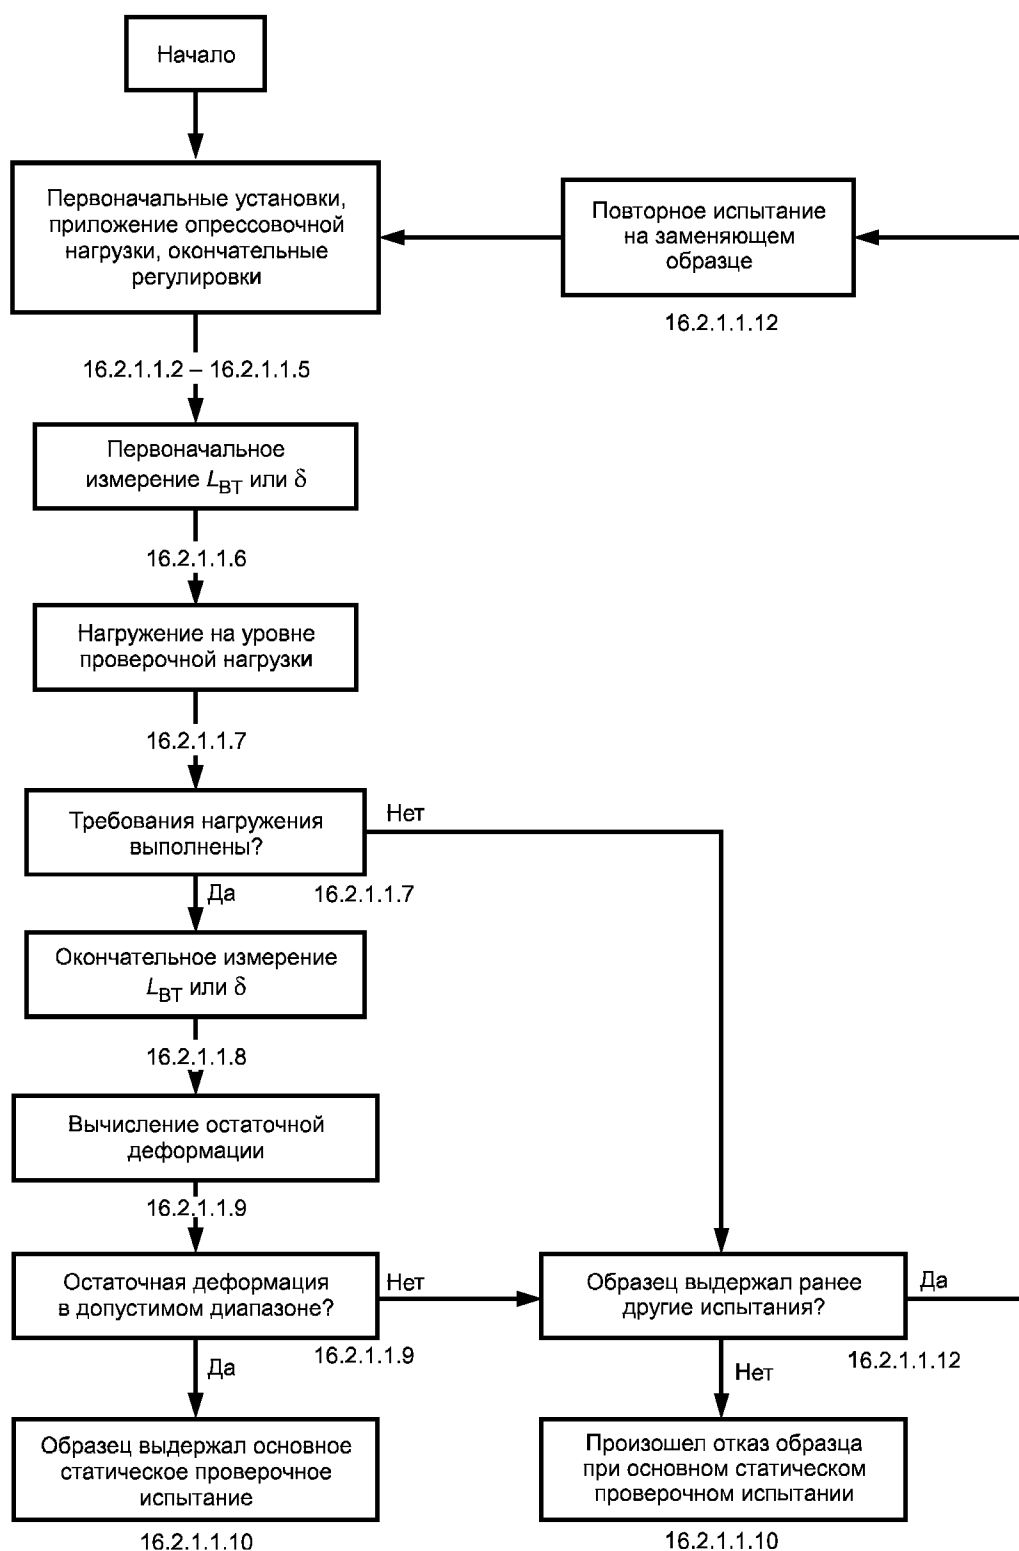 Начало
Первоначальные установки,
приложение опрессовочной
нагрузки, окончательные
регулировки
Повторное испытание
на заменяющем
образце
16.2.1.1.12
16.2.1.1.2 – 16.2.1.1.5
Первоначальное
измерение L_BT или δ
16.2.1.1.6
Нагружение на уровне
проверочной нагрузки
16.2.1.1.7
Требования нагружения
выполнены?
Нет
Да
16.2.1.1.7
Окончательное измерение
L_BT или δ
16.2.1.1.8
Вычисление остаточной
деформации
16.2.1.1.9
Остаточная деформация
в допустимом диапазоне?
Нет
16.2.1.1.9
Да
Образец выдержал ранее
другие испытания?
Да
16.2.1.1.12
Нет
Образец выдержал основное
статическое проверочное
испытание
16.2.1.1.10
Произошел отказ образца
при основном статическом
проверочном испытании
16.2.1.1.10